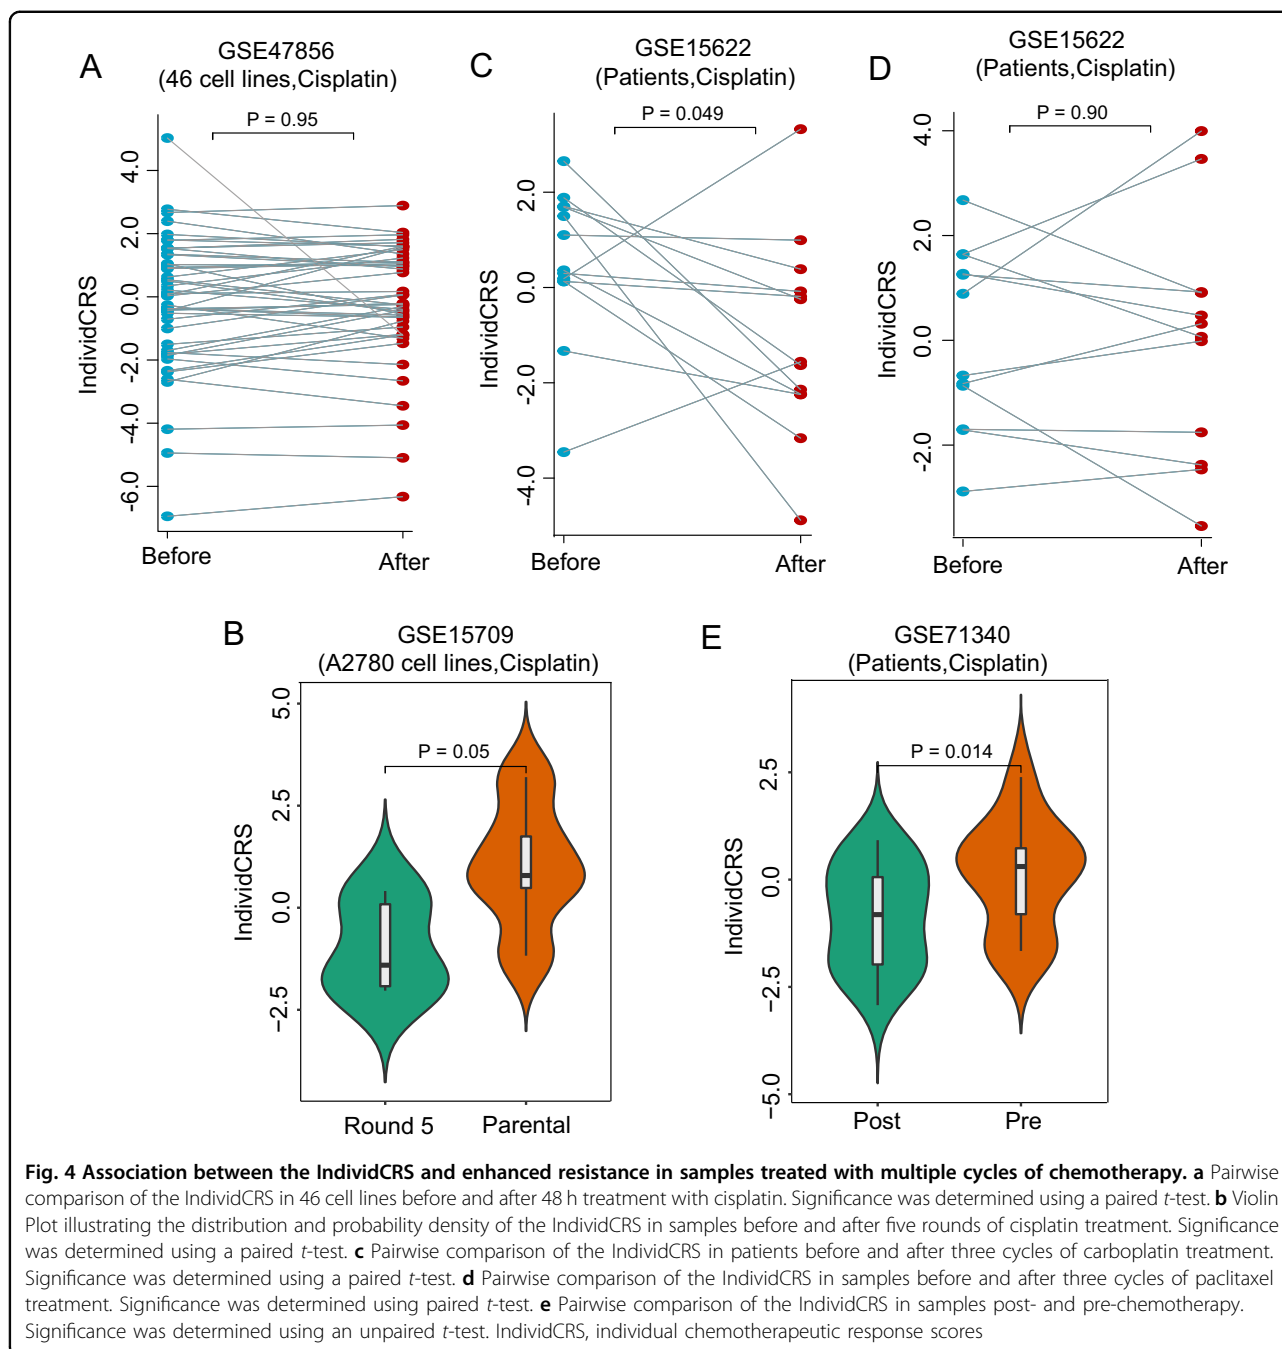 A
GSE47856
(46 cell lines,Cisplatin)
P = 0.95
IndividCRS
4.0
2.0
0.0
-2.0
-4.0
-6.0
Before
After
C
GSE15622
(Patients,Cisplatin)
P = 0.049
IndividCRS
2.0
0.0
-2.0
-4.0
Before
After
D
GSE15622
(Patients,Cisplatin)
P = 0.90
IndividCRS
4.0
2.0
0.0
-2.0
Before
After
B
GSE15709
(A2780 cell lines,Cisplatin)
P = 0.05
IndividCRS
5.0
2.5
0.0
−2.5
Round 5
Parental
E
GSE71340
(Patients,Cisplatin)
P = 0.014
IndividCRS
2.5
0.0
−2.5
−5.0
Post
Pre
Fig. 4 Association between the IndividCRS and enhanced resistance in samples treated with multiple cycles of chemotherapy. a Pairwise
comparison of the IndividCRS in 46 cell lines before and after 48 h treatment with cisplatin. Significance was determined using a paired t-test. b Violin
Plot illustrating the distribution and probability density of the IndividCRS in samples before and after five rounds of cisplatin treatment. Significance
was determined using a paired t-test. c Pairwise comparison of the IndividCRS in patients before and after three cycles of carboplatin treatment.
Significance was determined using a paired t-test. d Pairwise comparison of the IndividCRS in samples before and after three cycles of paclitaxel
treatment. Significance was determined using paired t-test. e Pairwise comparison of the IndividCRS in samples post- and pre-chemotherapy.
Significance was determined using an unpaired t-test. IndividCRS, individual chemotherapeutic response scores